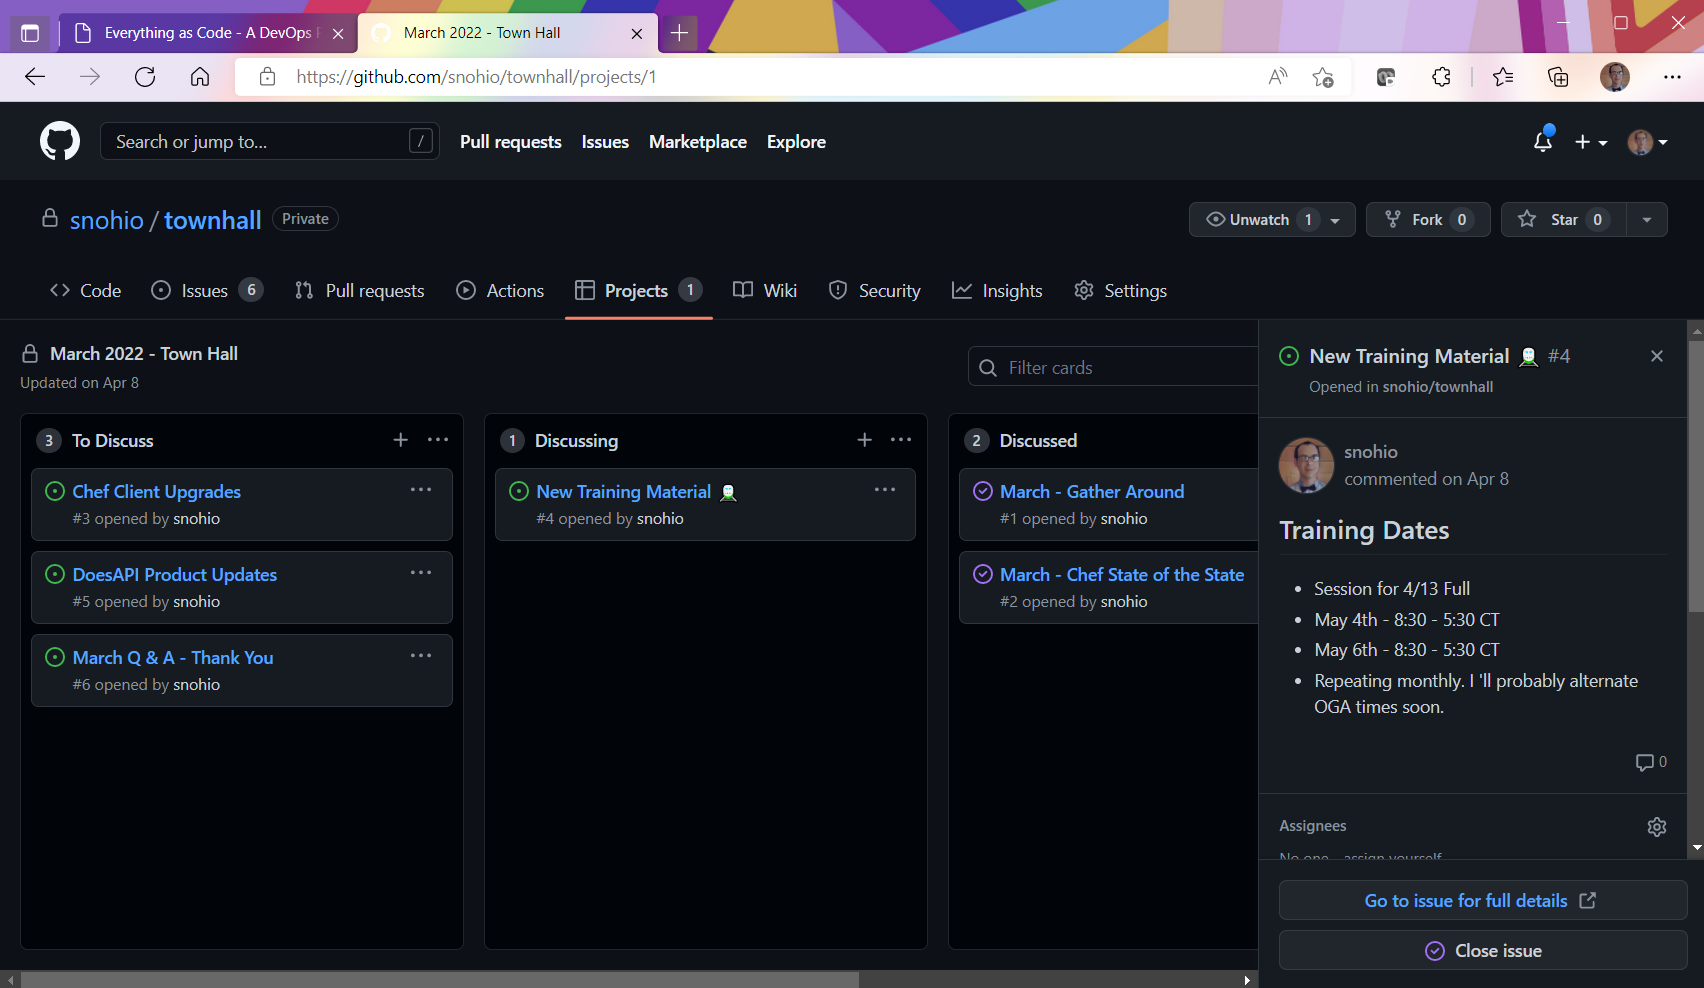 Everything as Code - A DevOps
March 2022 - Town Hall
https://github.com/snohio/townhall/projects/1
Search or jump to... /
Pull requests Issues Marketplace Explore
snohio / townhall Private
Unwatch 1 Fork 0 Star 0
Code Issues 6 Pull requests Actions Projects 1 Wiki Security Insights Settings
March 2022 - Town Hall
Updated on Apr 8
Filter cards
3 To Discuss
Chef Client Upgrades
#3 opened by snohio
DoesAPI Product Updates
#5 opened by snohio
March Q & A - Thank You
#6 opened by snohio
1 Discussing
New Training Material
#4 opened by snohio
2 Discussed
March - Gather Around
#1 opened by snohio
March - Chef State of the State
#2 opened by snohio
New Training Material #4
Opened in snohio/townhall
snohio
commented on Apr 8
Training Dates
Session for 4/13 Full
May 4th - 8:30 - 5:30 CT
May 6th - 8:30 - 5:30 CT
Repeating monthly. I 'll probably alternate
OGA times soon.
0
Assignees
No one - assign yourself
Go to issue for full details
Close issue